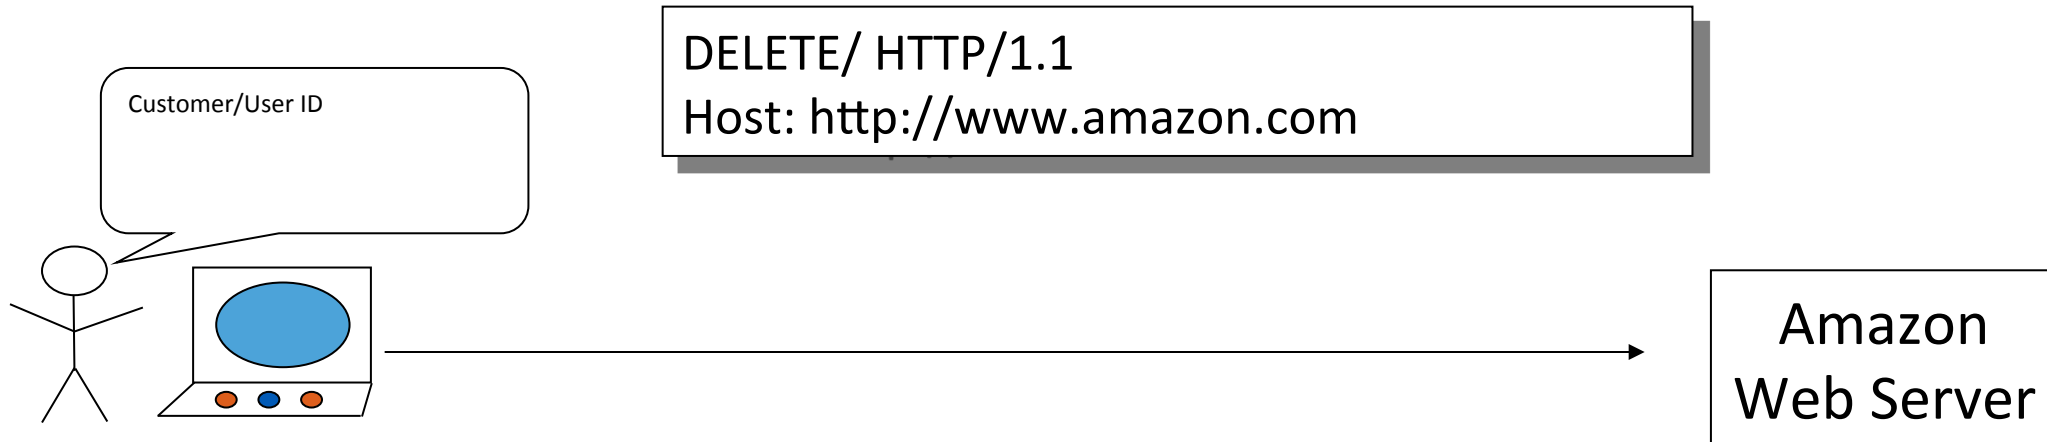 DELETE/ HTTP/1.1
Host: http://www.amazon.com
Customer/User ID
Amazon
Web Server